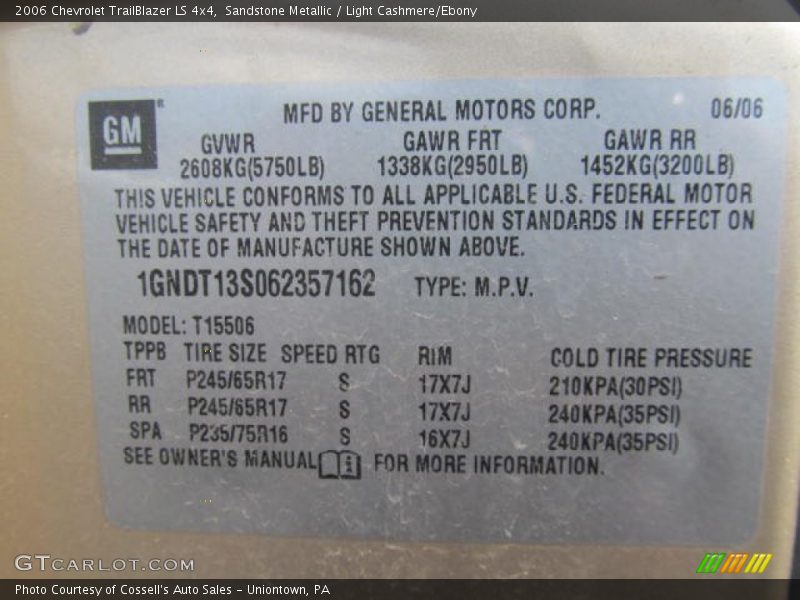 2006 Chevrolet TrailBlazer LS 4x4, Sandstone Metallic / Light Cashmere/Ebony
GM® MFD BY GENERAL MOTORS CORP. 06/06
GVWR GAWR FRT GAWR RR
2608KG(5750LB) 1338KG(2950LB) 1452KG(3200LB)
THIS VEHICLE CONFORMS TO ALL APPLICABLE U.S. FEDERAL MOTOR
VEHICLE SAFETY AND THEFT PREVENTION STANDARDS IN EFFECT ON
THE DATE OF MANUFACTURE SHOWN ABOVE.
1GNDT13S062357162 TYPE: M.P.V.
MODEL: T15506
TPPB TIRE SIZE SPEED RTG RIM COLD TIRE PRESSURE
FRT P245/65R17 S 17X7J 210KPA(30PSI)
RR P245/65R17 S 17X7J 240KPA(35PSI)
SPA P235/75R16 S 16X7J 240KPA(35PSI)
SEE OWNER'S MANUAL FOR MORE INFORMATION.
GTCARLOT.COM
Photo Courtesy of Cossell's Auto Sales – Uniontown, PA